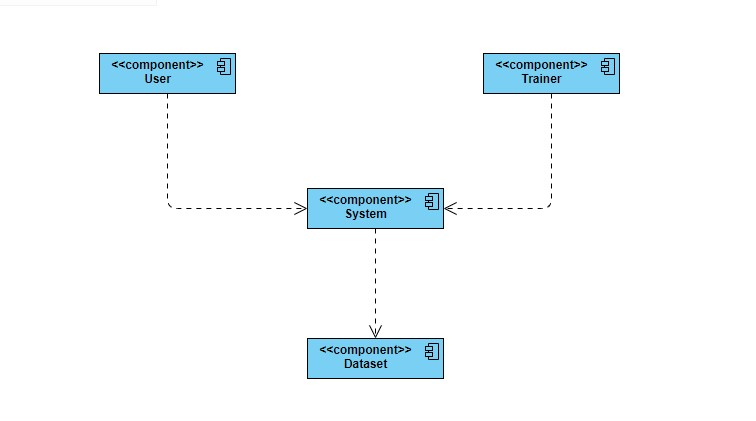 <<component>>
User
<<component>>
Trainer
<<component>>
System
<<component>>
Dataset